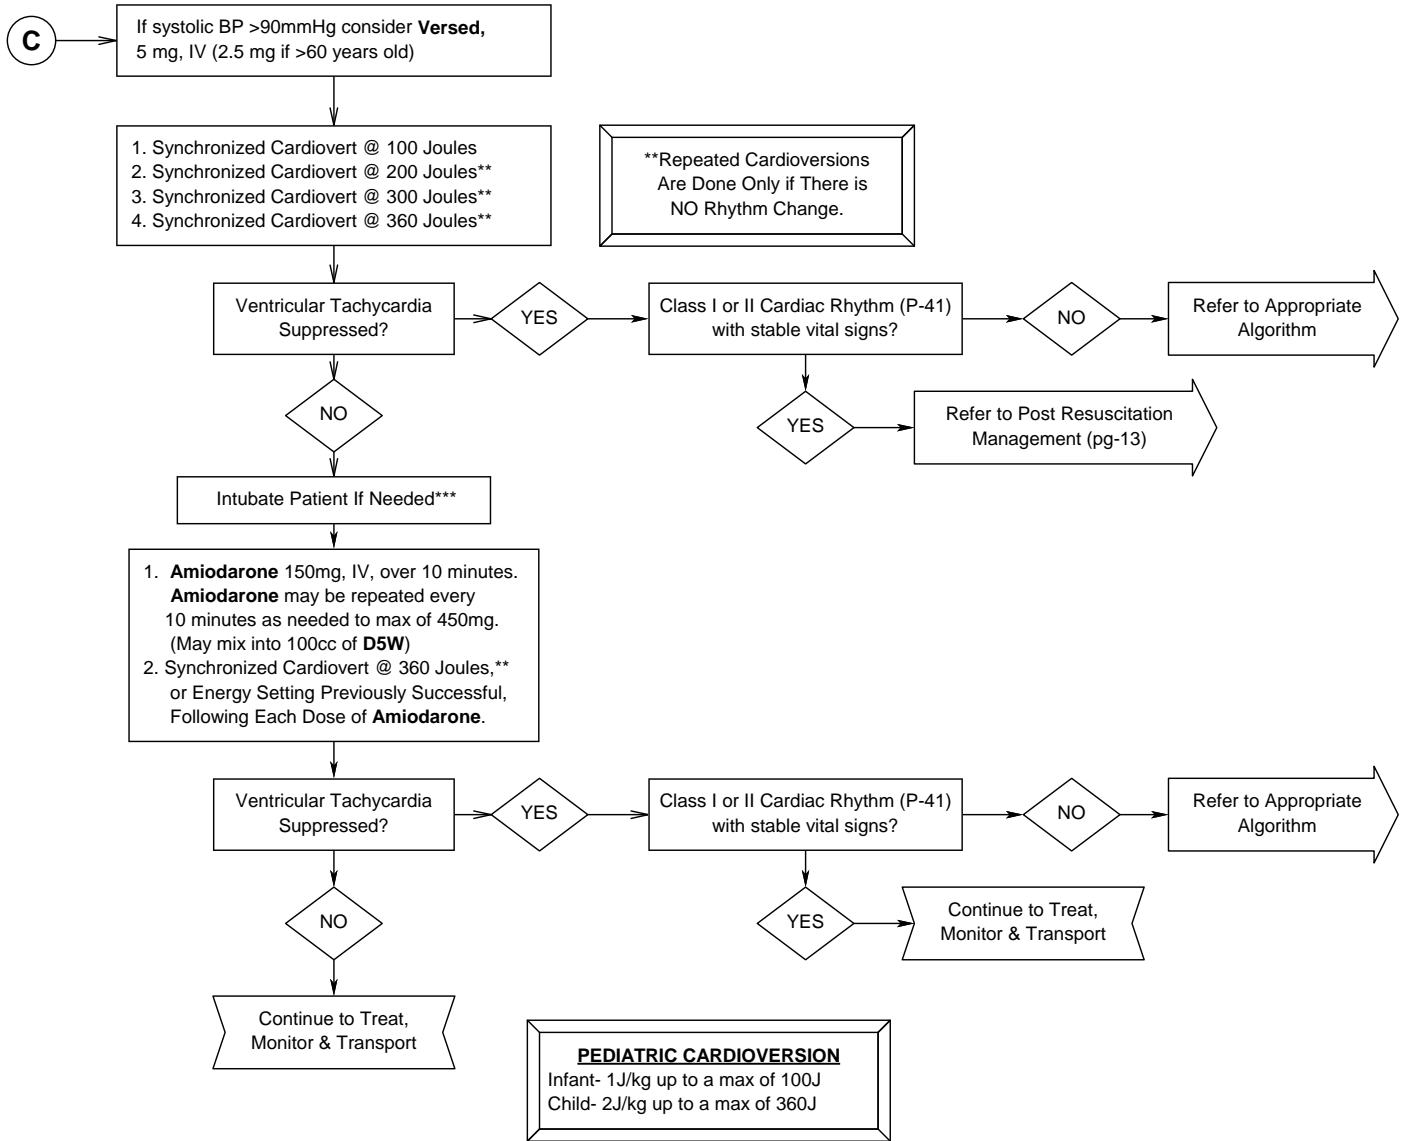 C
If systolic BP >90mmHg consider Versed,
5 mg, IV (2.5 mg if >60 years old)
1. Synchronized Cardiovert @ 100 Joules
2. Synchronized Cardiovert @ 200 Joules**
3. Synchronized Cardiovert @ 300 Joules**
4. Synchronized Cardiovert @ 360 Joules**
**Repeated Cardioversions
Are Done Only if There is
NO Rhythm Change.
Ventricular Tachycardia
Suppressed?
YES
Class I or II Cardiac Rhythm (P-41)
with stable vital signs?
NO
Refer to Appropriate
Algorithm
NO
YES
Refer to Post Resuscitation
Management (pg-13)
Intubate Patient If Needed***
1. Amiodarone 150mg, IV, over 10 minutes.
Amiodarone may be repeated every
10 minutes as needed to max of 450mg.
(May mix into 100cc of D5W)
2. Synchronized Cardiovert @ 360 Joules,**
or Energy Setting Previously Successful,
Following Each Dose of Amiodarone.
Ventricular Tachycardia
Suppressed?
YES
Class I or II Cardiac Rhythm (P-41)
with stable vital signs?
NO
Refer to Appropriate
Algorithm
NO
YES
Continue to Treat,
Monitor & Transport
Continue to Treat,
Monitor & Transport
PEDIATRIC CARDIOVERSION
Infant- 1J/kg up to a max of 100J
Child- 2J/kg up to a max of 360J